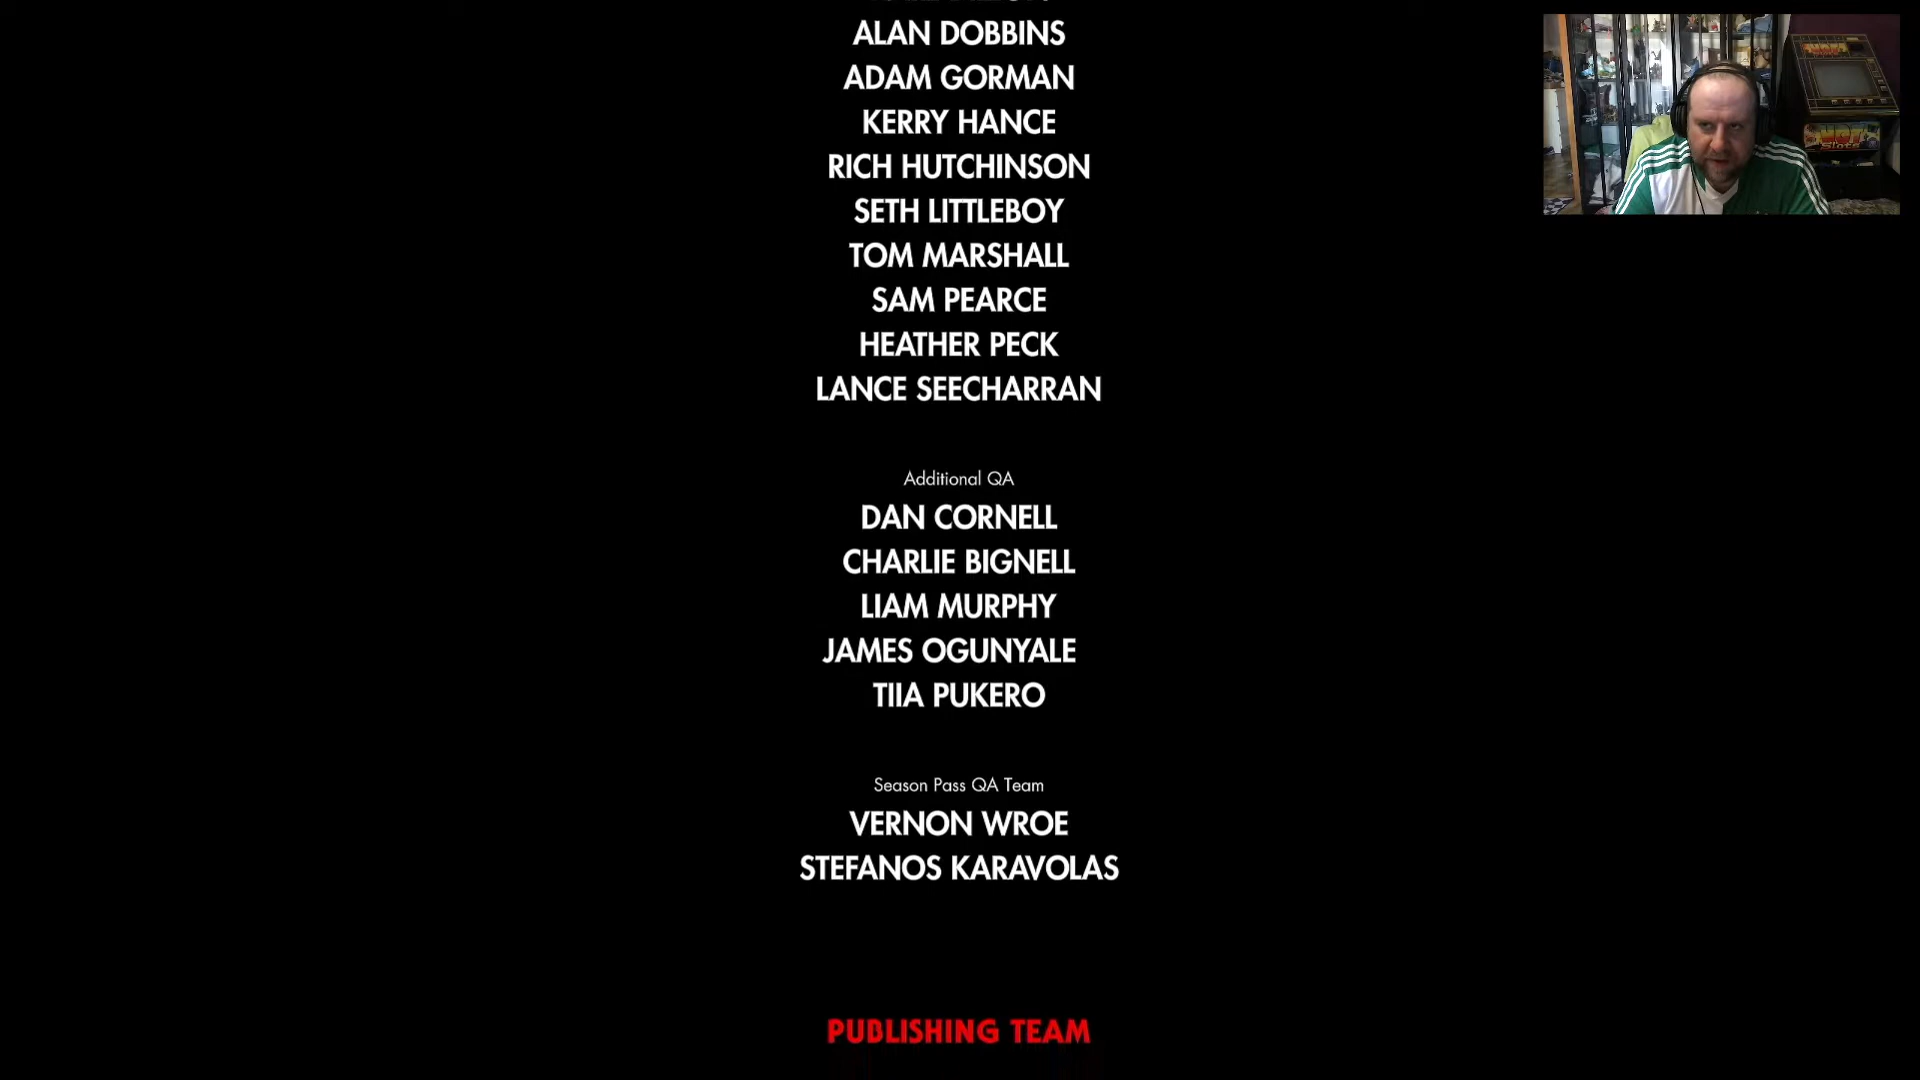 ALAN DOBBINS
ADAM GORMAN
KERRY HANCE
RICH HUTCHINSON
SETH LITTLEBOY
TOM MARSHALL
SAM PEARCE
HEATHER PECK
LANCE SEECHARRAN
Additional QA
DAN CORNELL
CHARLIE BIGNELL
LIAM MURPHY
JAMES OGUNYALE
TIIA PUKERO
Season Pass QA Team
VERNON WROE
STEFANOS KARAVOLAS
PUBLISHING TEAM
HOT
Slots